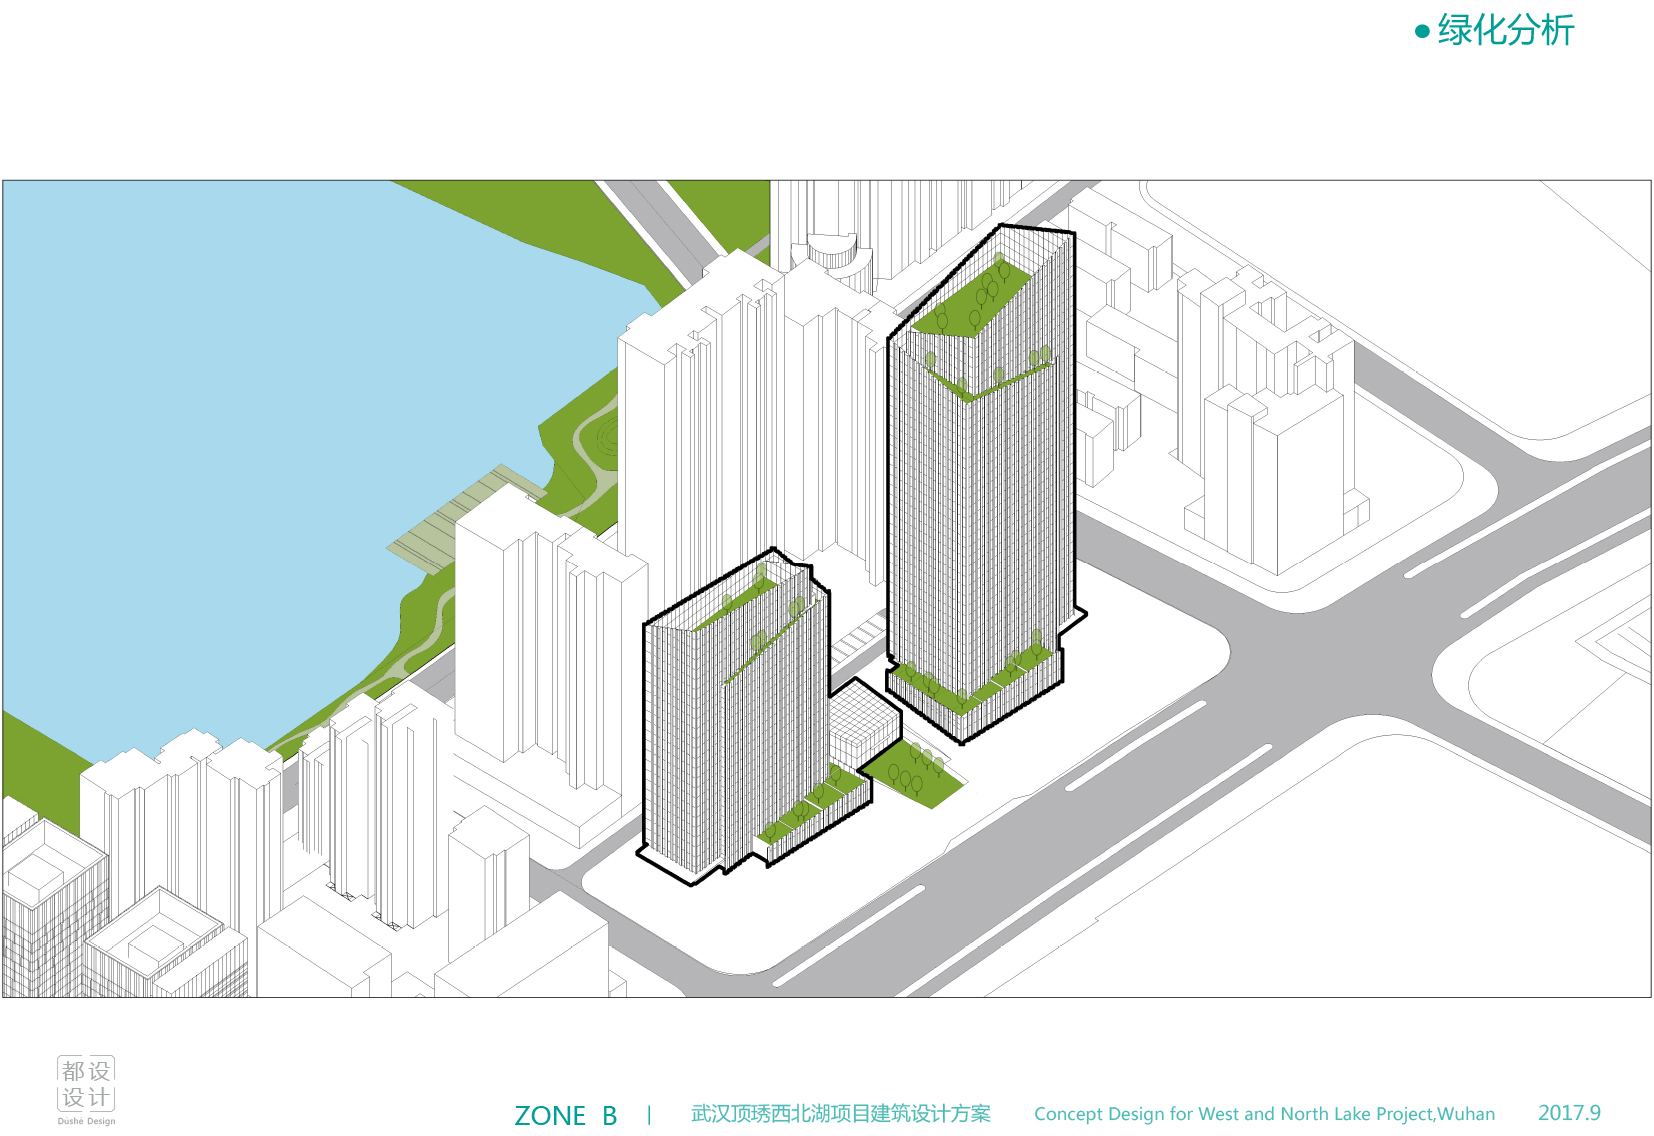 ● 绿化分析
都设
设计
Dūshè Design
ZONE B | 武汉顶琇西北湖项目建筑设计方案 Concept Design for West and North Lake Project,Wuhan 2017.9